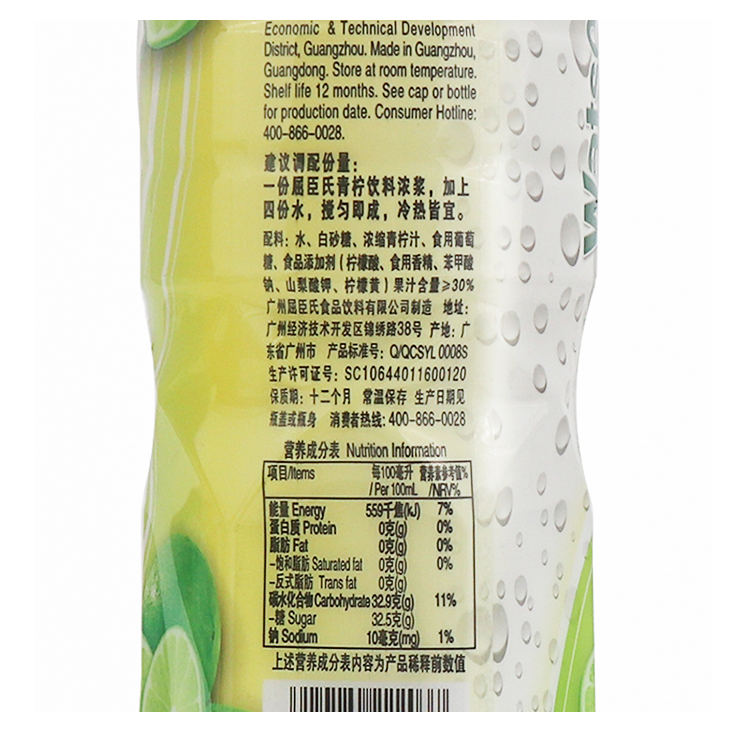 Economic & Technical Development
District, Guangzhou. Made in Guangzhou,
Guangdong. Store at room temperature.
Shelf life 12 months. See cap or bottle
for production date. Consumer Hotline:
400-866-0028.
建议调配份量：
一份屈臣氏青柠饮料浓浆，加上
四份水，搅匀即成，冷热皆宜。
配料：水、白砂糖、浓缩青柠汁、食用葡萄
糖、食品添加剂（柠檬酸、食用香精、苯甲酸
钠、山梨酸钾、柠檬黄）果汁含量≥30%
广州屈臣氏食品饮料有限公司制造 地址：
广州经济技术开发区锦绣路38号 产地：广
东省广州市 产品标准号：Q/QCSYL 0008S
生产许可证号：SC10644011600120
保质期：十二个月 常温保存 生产日期见
瓶盖或瓶身 消费者热线：400-866-0028
营养成分表 Nutrition Information
项目/Items 每100毫升/Per 100mL 营养素参考值%/NRV%
能量 Energy 559千焦(kJ) 7%
蛋白质 Protein 0克(g) 0%
脂肪 Fat 0克(g) 0%
-饱和脂肪 Saturated fat 0克(g) 0%
-反式脂肪 Trans fat 0克(g)
碳水化合物 Carbohydrate 32.9克(g) 11%
-糖 Sugar 32.5克(g)
钠 Sodium 10毫克(mg) 1%
上述营养成分表内容为产品稀释前数值